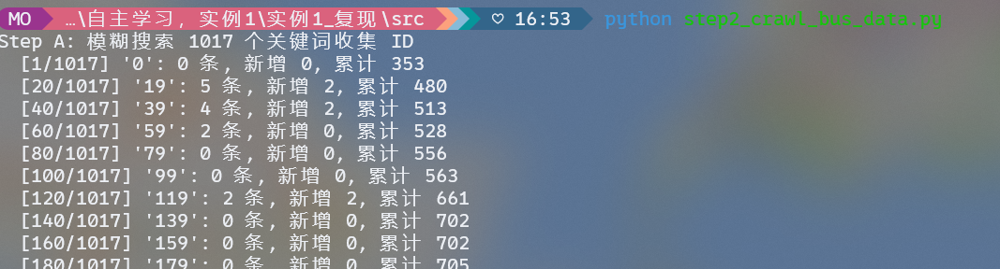 MO …\自主学习，实例1\实例1_复现\src ♡ 16:53 python step2_crawl_bus_data.py
Step A: 模糊搜索 1017 个关键词收集 ID
[1/1017] '0': 0 条, 新增 0, 累计 353
[20/1017] '19': 5 条, 新增 2, 累计 480
[40/1017] '39': 4 条, 新增 2, 累计 513
[60/1017] '59': 2 条, 新增 0, 累计 528
[80/1017] '79': 0 条, 新增 0, 累计 556
[100/1017] '99': 0 条, 新增 0, 累计 563
[120/1017] '119': 2 条, 新增 2, 累计 661
[140/1017] '139': 0 条, 新增 0, 累计 702
[160/1017] '159': 0 条, 新增 0, 累计 702
[180/1017] '179': 0 条, 新增 0, 累计 705